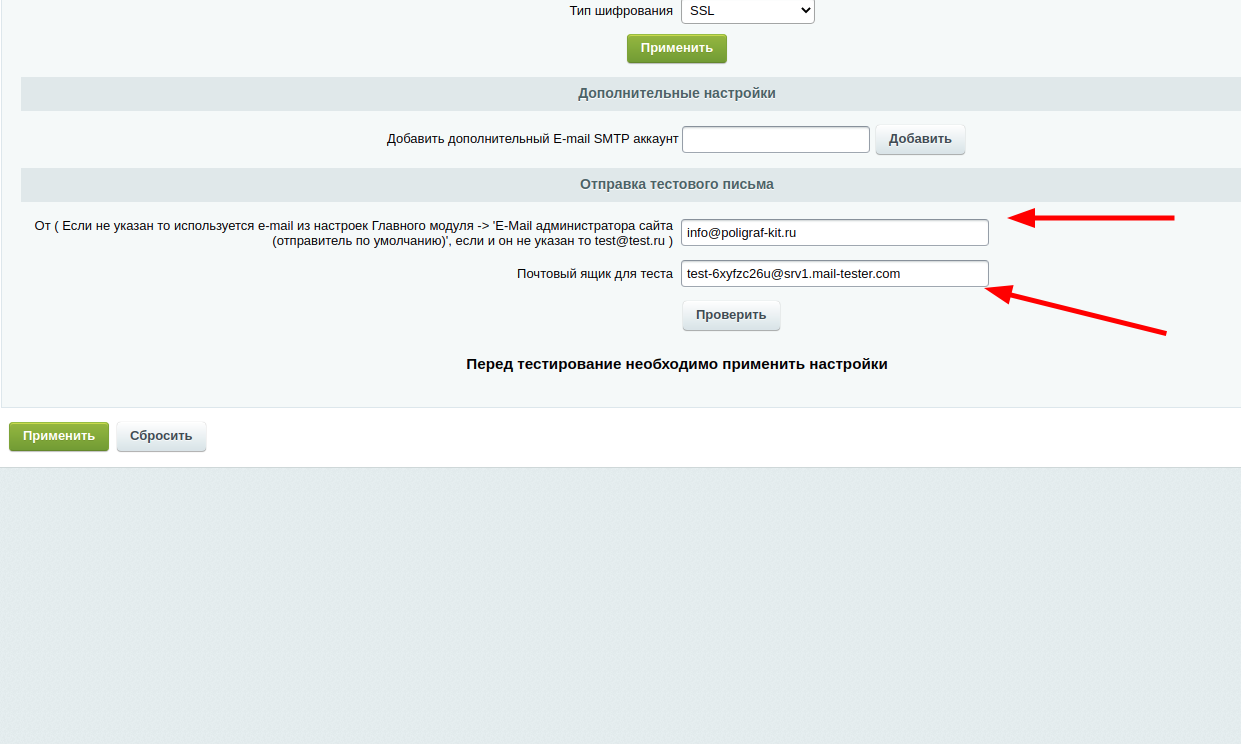 Тип шифрования SSL
Применить
Дополнительные настройки
Добавить дополнительный E-mail SMTP аккаунт Добавить
Отправка тестового письма
От ( Если не указан то используется e-mail из настроек Главного модуля -> 'E-Mail администратора сайта
(отправитель по умолчанию)', если и он не указан то test@test.ru ) info@poligraf-kit.ru
Почтовый ящик для теста test-6xyfzc26u@srv1.mail-tester.com
Проверить
Перед тестирование необходимо применить настройки
Применить Сбросить